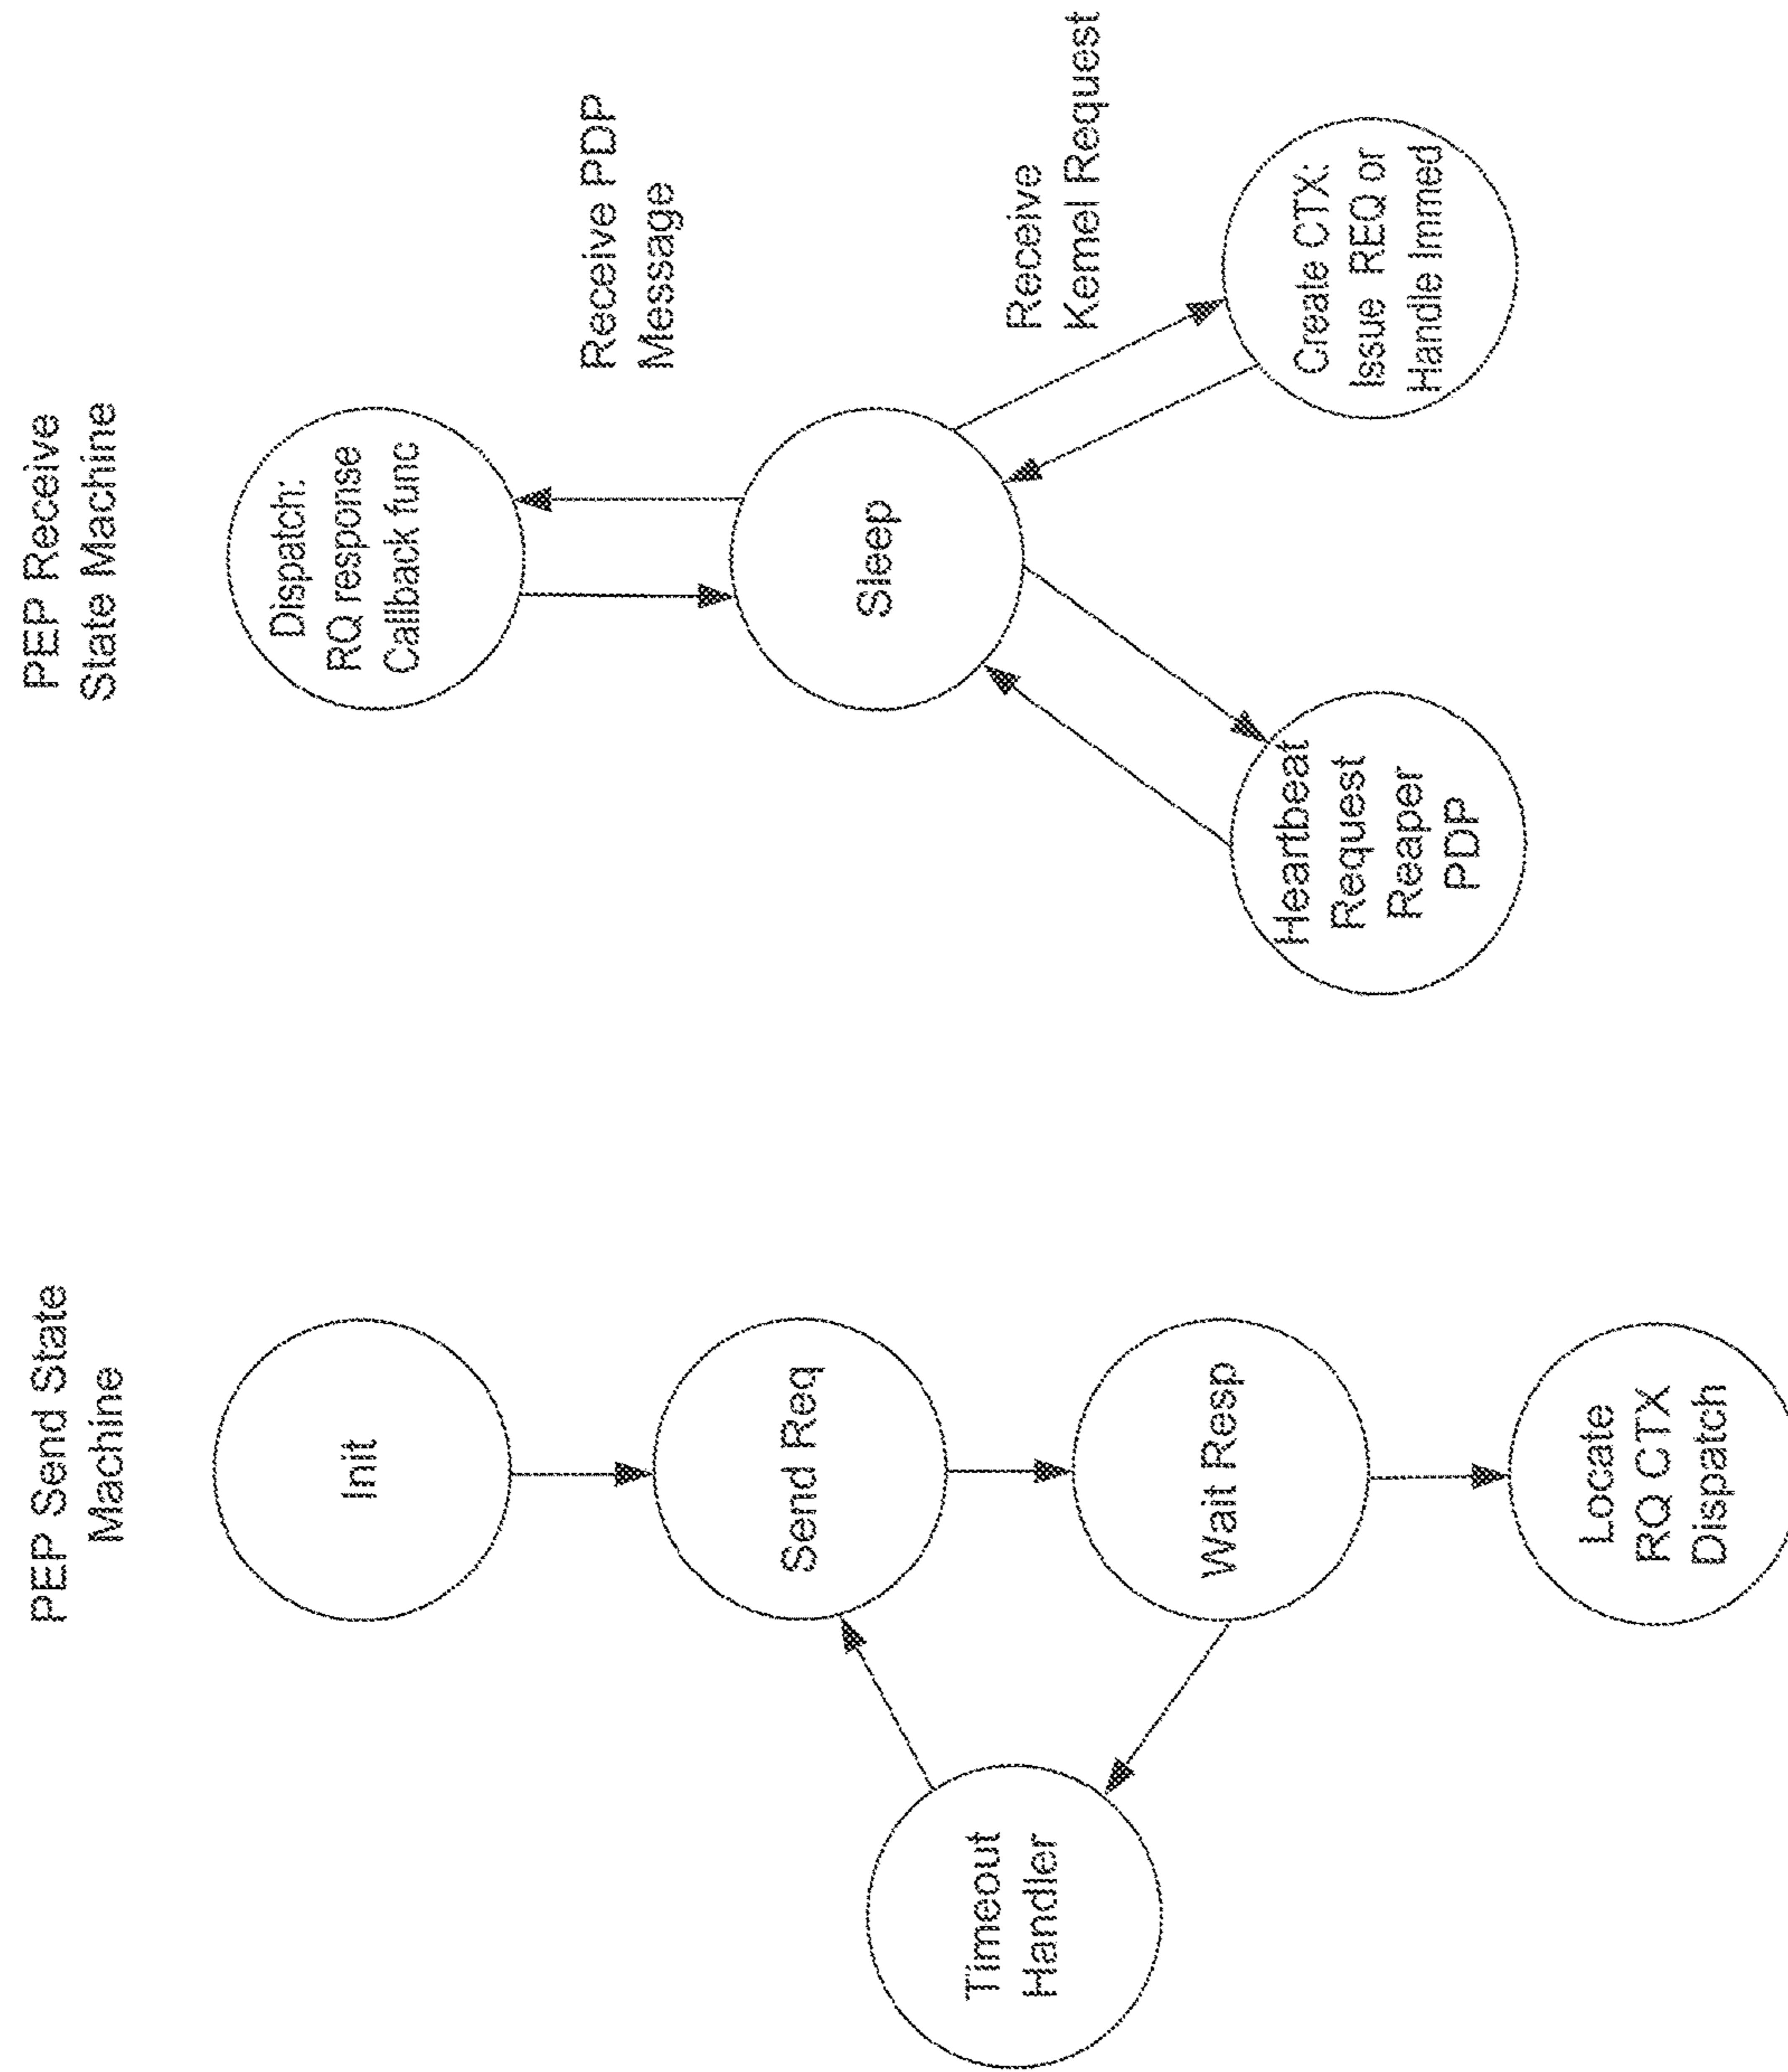 PEP Send State
Machine
Init
Send Req
Wait Resp
Timeout
Handler
Locate
RQ CTX
Dispatch
PEP Receive
State Machine
Dispatch:
RQ response
Callback func
Receive PDP
Message
Sleep
Receive
Kernel Request
Heartbeat
Request
Reaper
PDP
Create CTX:
Issue REQ or
Handle Immed